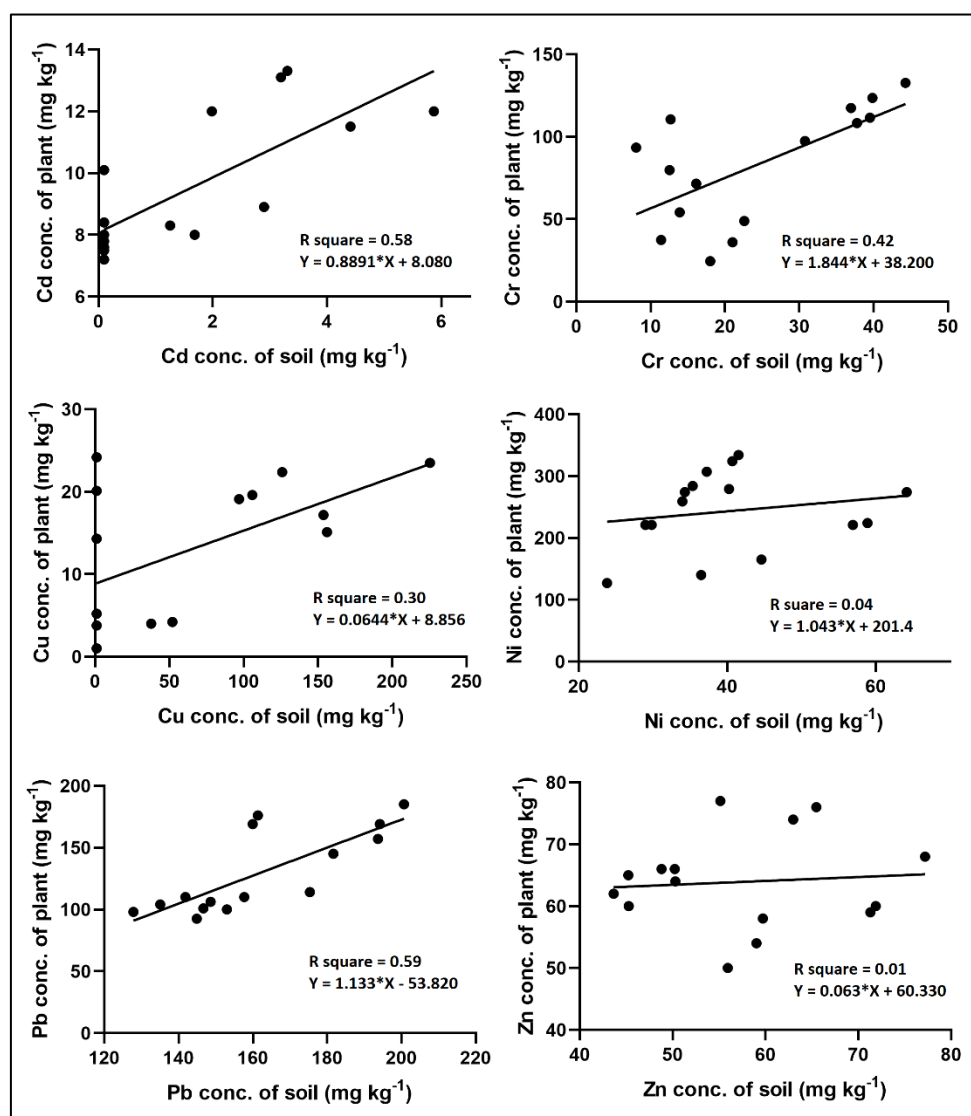 Cd conc. of plant (mg kg⁻¹)
14
12
10
8
6
0
2
4
6
R square = 0.58
Y = 0.8891*X + 8.080
Cd conc. of soil (mg kg⁻¹)
Cr conc. of plant (mg kg⁻¹)
150
100
50
0
0
10
20
30
40
50
R square = 0.42
Y = 1.844*X + 38.200
Cr conc. of soil (mg kg⁻¹)
Cu conc. of plant (mg kg⁻¹)
30
20
10
0
0
50
100
150
200
250
R square = 0.30
Y = 0.0644*X + 8.856
Cu conc. of soil (mg kg⁻¹)
Ni conc. of plant (mg kg⁻¹)
400
300
200
100
0
20
40
60
R suare = 0.04
Y = 1.043*X + 201.4
Ni conc. of soil (mg kg⁻¹)
Pb conc. of plant (mg kg⁻¹)
200
150
100
50
0
120
140
160
180
200
220
R square = 0.59
Y = 1.133*X - 53.820
Pb conc. of soil (mg kg⁻¹)
Zn conc. of plant (mg kg⁻¹)
80
70
60
50
40
40
50
60
70
80
R square = 0.01
Y = 0.063*X + 60.330
Zn conc. of soil (mg kg⁻¹)